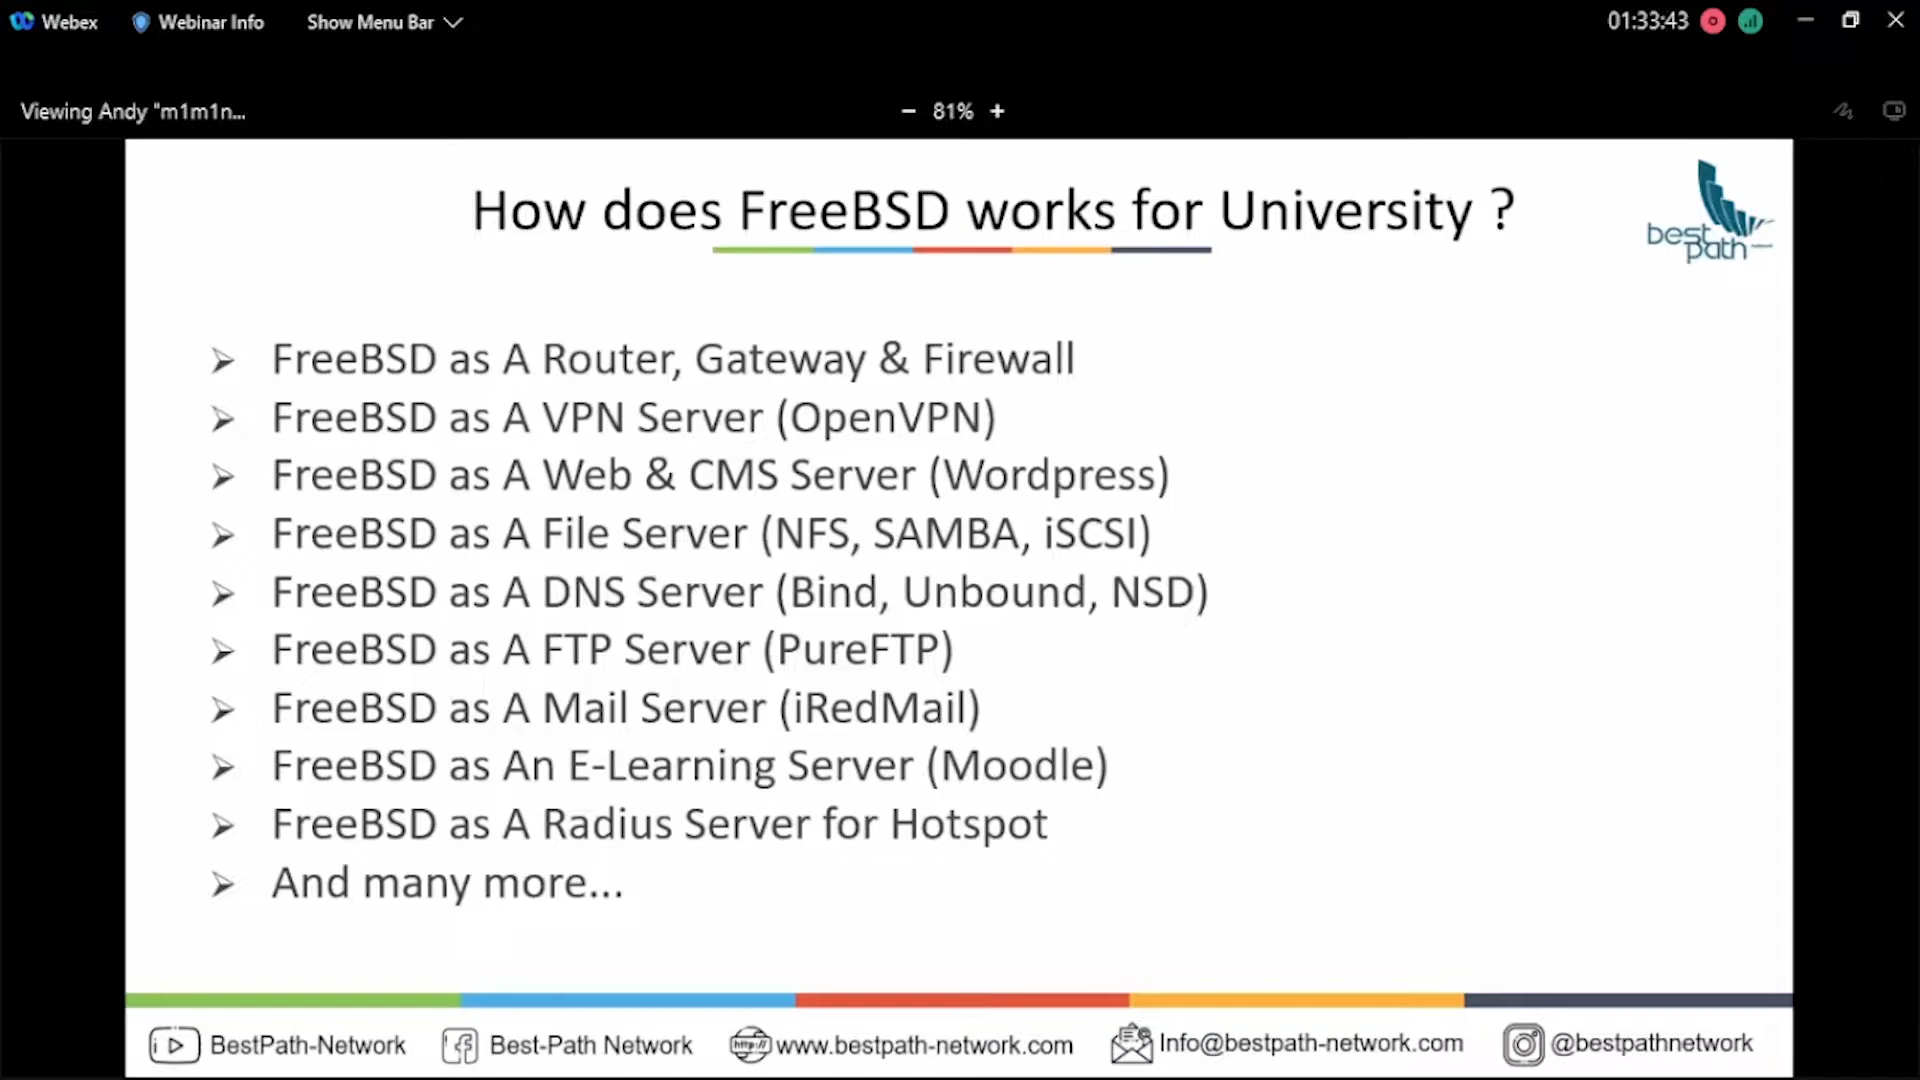 Webex Webinar Info Show Menu Bar 01:33:43
Viewing Andy "m1m1n... − 81% +
How does FreeBSD works for University ?
best
path
FreeBSD as A Router, Gateway & Firewall
FreeBSD as A VPN Server (OpenVPN)
FreeBSD as A Web & CMS Server (Wordpress)
FreeBSD as A File Server (NFS, SAMBA, iSCSI)
FreeBSD as A DNS Server (Bind, Unbound, NSD)
FreeBSD as A FTP Server (PureFTP)
FreeBSD as A Mail Server (iRedMail)
FreeBSD as An E-Learning Server (Moodle)
FreeBSD as A Radius Server for Hotspot
And many more...
BestPath-Network Best-Path Network http:// www.bestpath-network.com Info@bestpath-network.com @bestpathnetwork